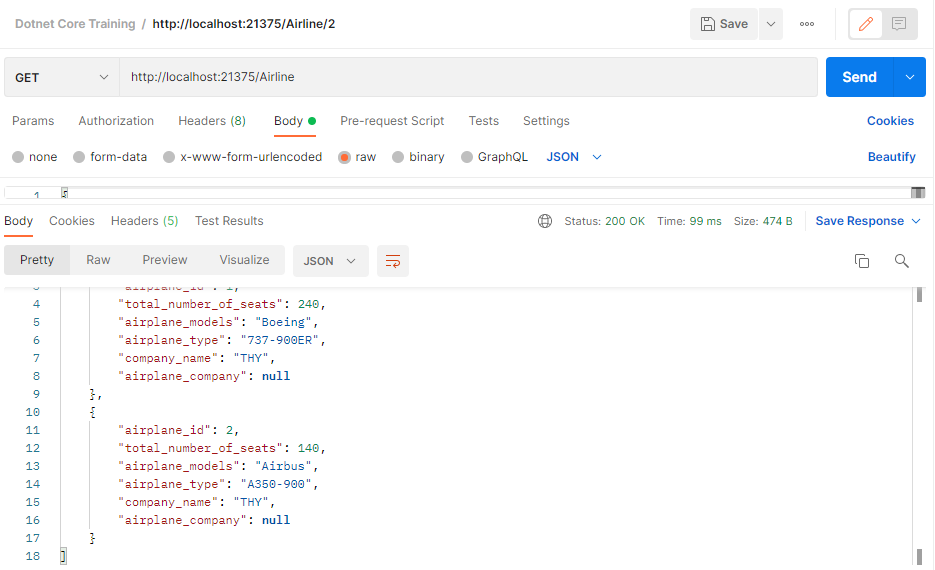 Dotnet Core Training / http://localhost:21375/Airline/2
Save
GET http://localhost:21375/Airline Send
Params Authorization Headers (8) Body Pre-request Script Tests Settings Cookies
none form-data x-www-form-urlencoded raw binary GraphQL JSON Beautify
1
Body Cookies Headers (5) Test Results Status: 200 OK Time: 99 ms Size: 474 B Save Response
Pretty Raw Preview Visualize JSON
3 "airplane_id": 1,
4 "total_number_of_seats": 240,
5 "airplane_models": "Boeing",
6 "airplane_type": "737-900ER",
7 "company_name": "THY",
8 "airplane_company": null
9 },
10 {
11 "airplane_id": 2,
12 "total_number_of_seats": 140,
13 "airplane_models": "Airbus",
14 "airplane_type": "A350-900",
15 "company_name": "THY",
16 "airplane_company": null
17 }
18 ]